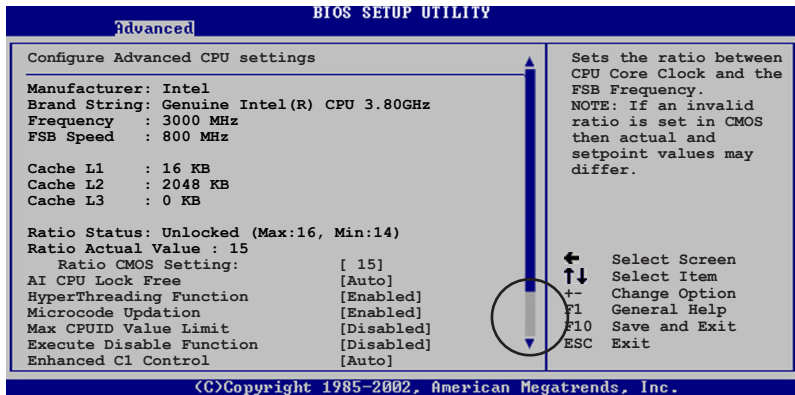 BIOS SETUP UTILITY
Advanced
Configure Advanced CPU settings
Manufacturer: Intel
Brand String: Genuine Intel(R) CPU 3.80GHz
Frequency : 3000 MHz
FSB Speed : 800 MHz
Cache L1 : 16 KB
Cache L2 : 2048 KB
Cache L3 : 0 KB
Ratio Status: Unlocked (Max:16, Min:14)
Ratio Actual Value : 15
Ratio CMOS Setting: [ 15]
AI CPU Lock Free [Auto]
HyperThreading Function [Enabled]
Microcode Updation [Enabled]
Max CPUID Value Limit [Disabled]
Execute Disable Function [Disabled]
Enhanced C1 Control [Auto]
Sets the ratio between
CPU Core Clock and the
FSB Frequency.
NOTE: If an invalid
ratio is set in CMOS
then actual and
setpoint values may
differ.
← Select Screen
↑↓ Select Item
+- Change Option
F1 General Help
F10 Save and Exit
ESC Exit
(C)Copyright 1985-2002, American Megatrends, Inc.